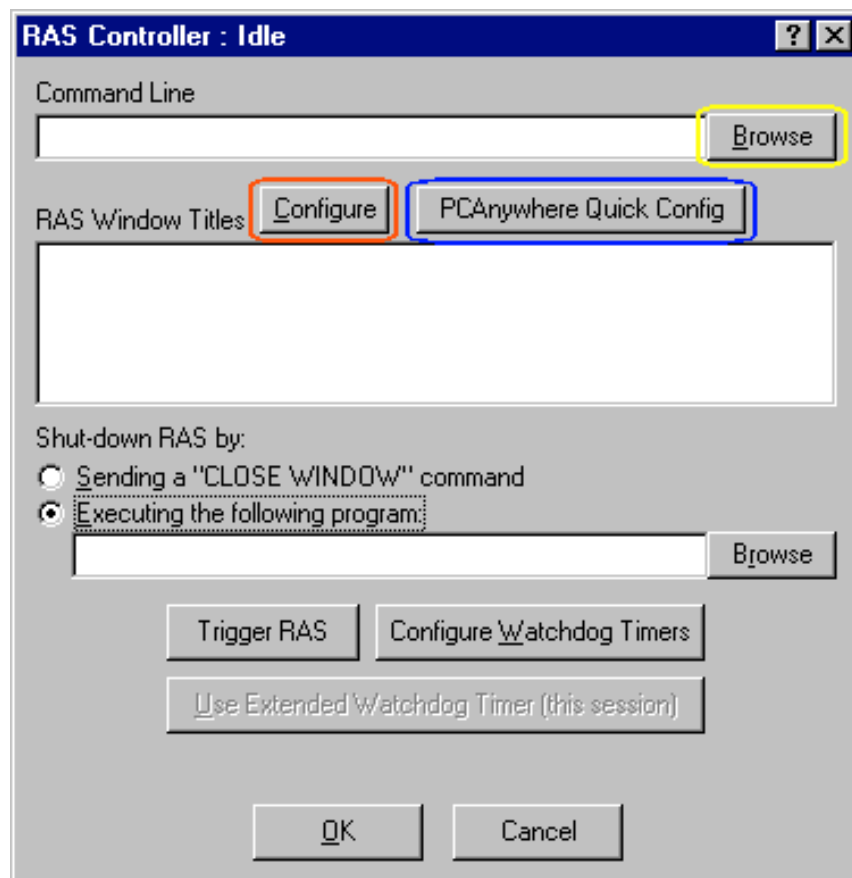 RAS Controller : Idle
Command Line
Browse
RAS Window Titles Configure PCAnywhere Quick Config
Shut-down RAS by:
Sending a "CLOSE WINDOW" command
Executing the following program:
Browse
Trigger RAS Configure Watchdog Timers
Use Extended Watchdog Timer (this session)
OK Cancel